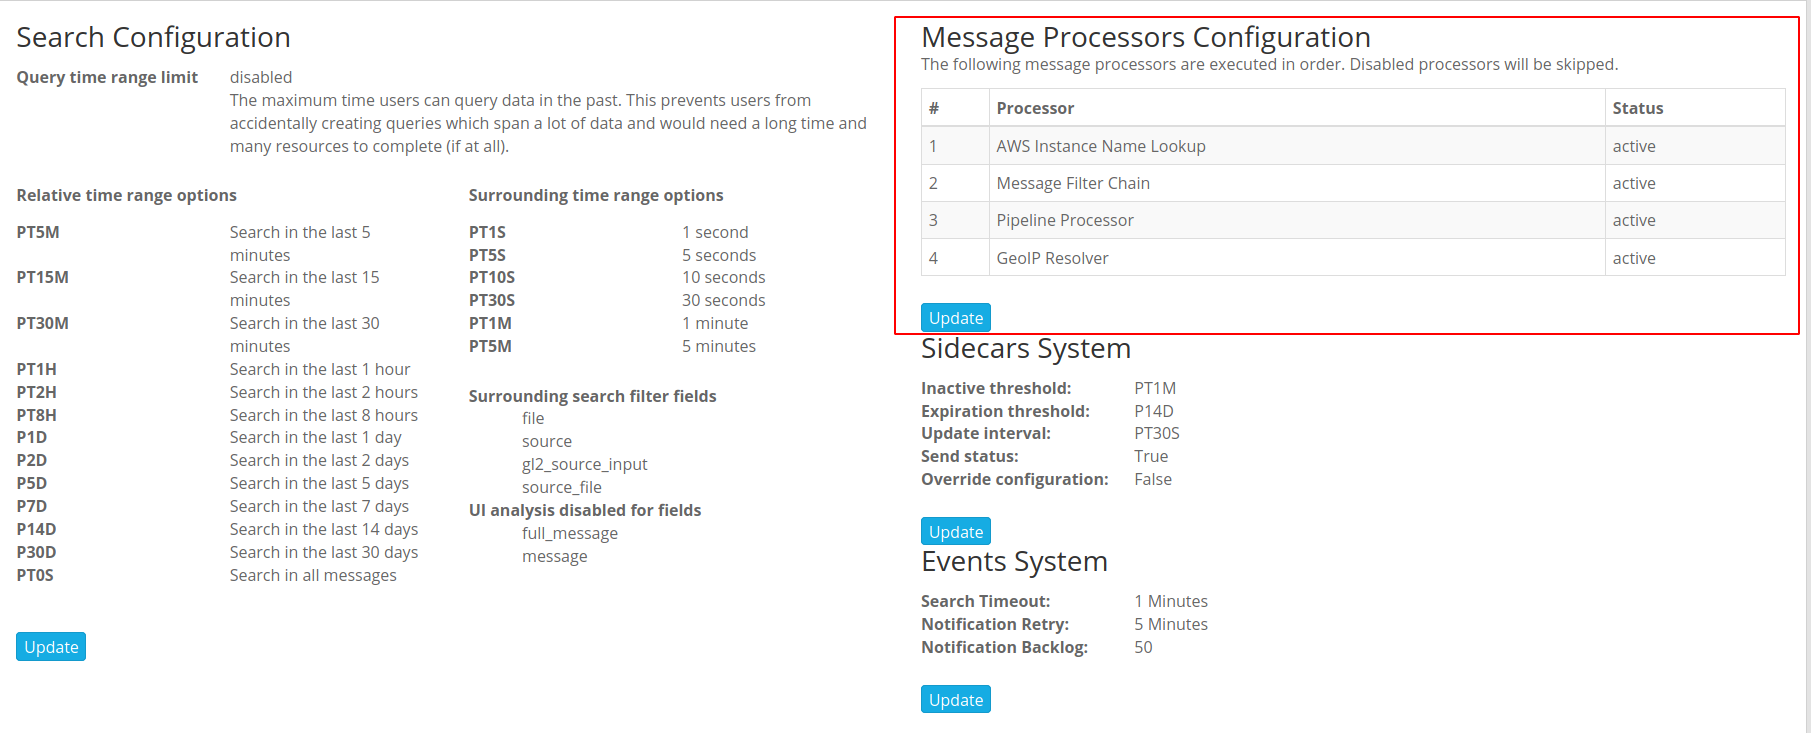 Search Configuration
Query time range limit disabled
The maximum time users can query data in the past. This prevents users from
accidentally creating queries which span a lot of data and would need a long time and
many resources to complete (if at all).
Relative time range options
PT5M Search in the last 5
minutes
PT15M Search in the last 15
minutes
PT30M Search in the last 30
minutes
PT1H Search in the last 1 hour
PT2H Search in the last 2 hours
PT8H Search in the last 8 hours
P1D Search in the last 1 day
P2D Search in the last 2 days
P5D Search in the last 5 days
P7D Search in the last 7 days
P14D Search in the last 14 days
P30D Search in the last 30 days
PT0S Search in all messages
Update
Surrounding time range options
PT1S 1 second
PT5S 5 seconds
PT10S 10 seconds
PT30S 30 seconds
PT1M 1 minute
PT5M 5 minutes
Surrounding search filter fields
file
source
gl2_source_input
source_file
UI analysis disabled for fields
full_message
message
Message Processors Configuration
The following message processors are executed in order. Disabled processors will be skipped.
# Processor Status
1 AWS Instance Name Lookup active
2 Message Filter Chain active
3 Pipeline Processor active
4 GeoIP Resolver active
Update
Sidecars System
Inactive threshold: PT1M
Expiration threshold: P14D
Update interval: PT30S
Send status: True
Override configuration: False
Update
Events System
Search Timeout: 1 Minutes
Notification Retry: 5 Minutes
Notification Backlog: 50
Update